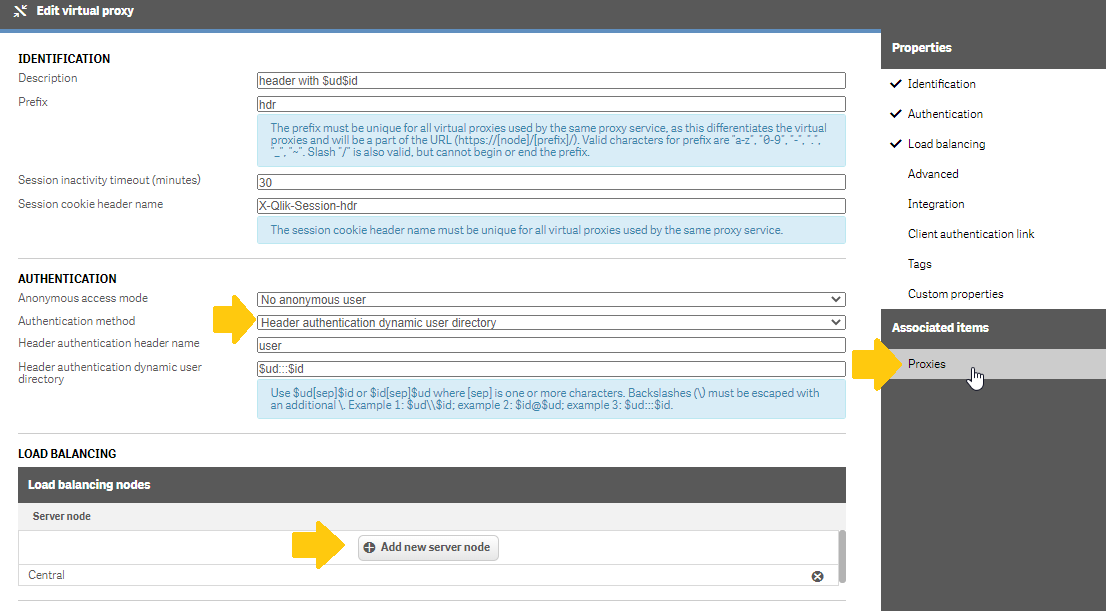 Edit virtual proxy
IDENTIFICATION
Description
header with $ud$id
Prefix
hdr
The prefix must be unique for all virtual proxies used by the same proxy service, as this differentiates the virtual
proxies and will be a part of the URL (https://[node]/[prefix]/). Valid characters for prefix are "a-z", "0-9", "-", ".",
"_", "~". Slash "/" is also valid, but cannot begin or end the prefix.
Session inactivity timeout (minutes)
30
Session cookie header name
X-Qlik-Session-hdr
The session cookie header name must be unique for all virtual proxies used by the same proxy service.
AUTHENTICATION
Anonymous access mode
No anonymous user
Authentication method
Header authentication dynamic user directory
Header authentication header name
user
Header authentication dynamic user
directory
$ud:::$id
Use $ud[sep]$id or $id[sep]$ud where [sep] is one or more characters. Backslashes (\) must be escaped with
an additional \. Example 1: $ud\\$id; example 2: $id@$ud; example 3: $ud:::$id.
LOAD BALANCING
Load balancing nodes
Server node
Add new server node
Central
Properties
Identification
Authentication
Load balancing
Advanced
Integration
Client authentication link
Tags
Custom properties
Associated items
Proxies